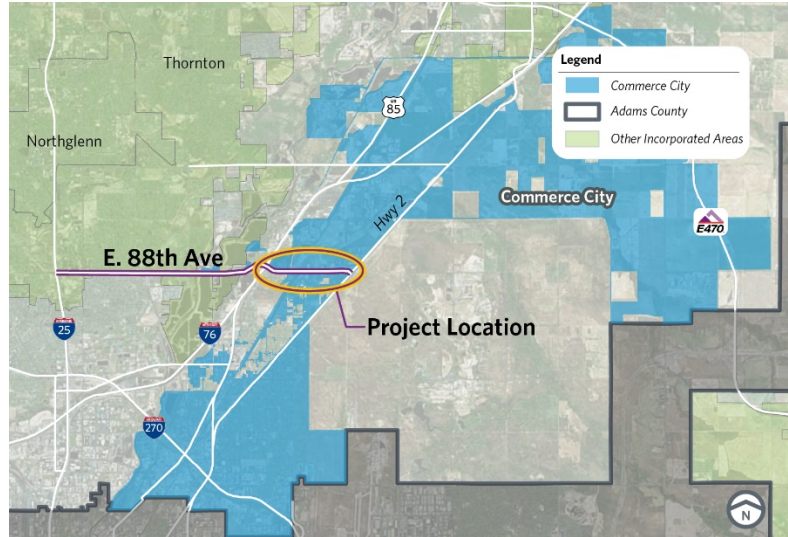 Thornton
Northglenn
US
85
Legend
Commerce City
Adams County
Other Incorporated Areas
Commerce City
Hwy 2
E470
E. 88th Ave
Project Location
25
76
270
N